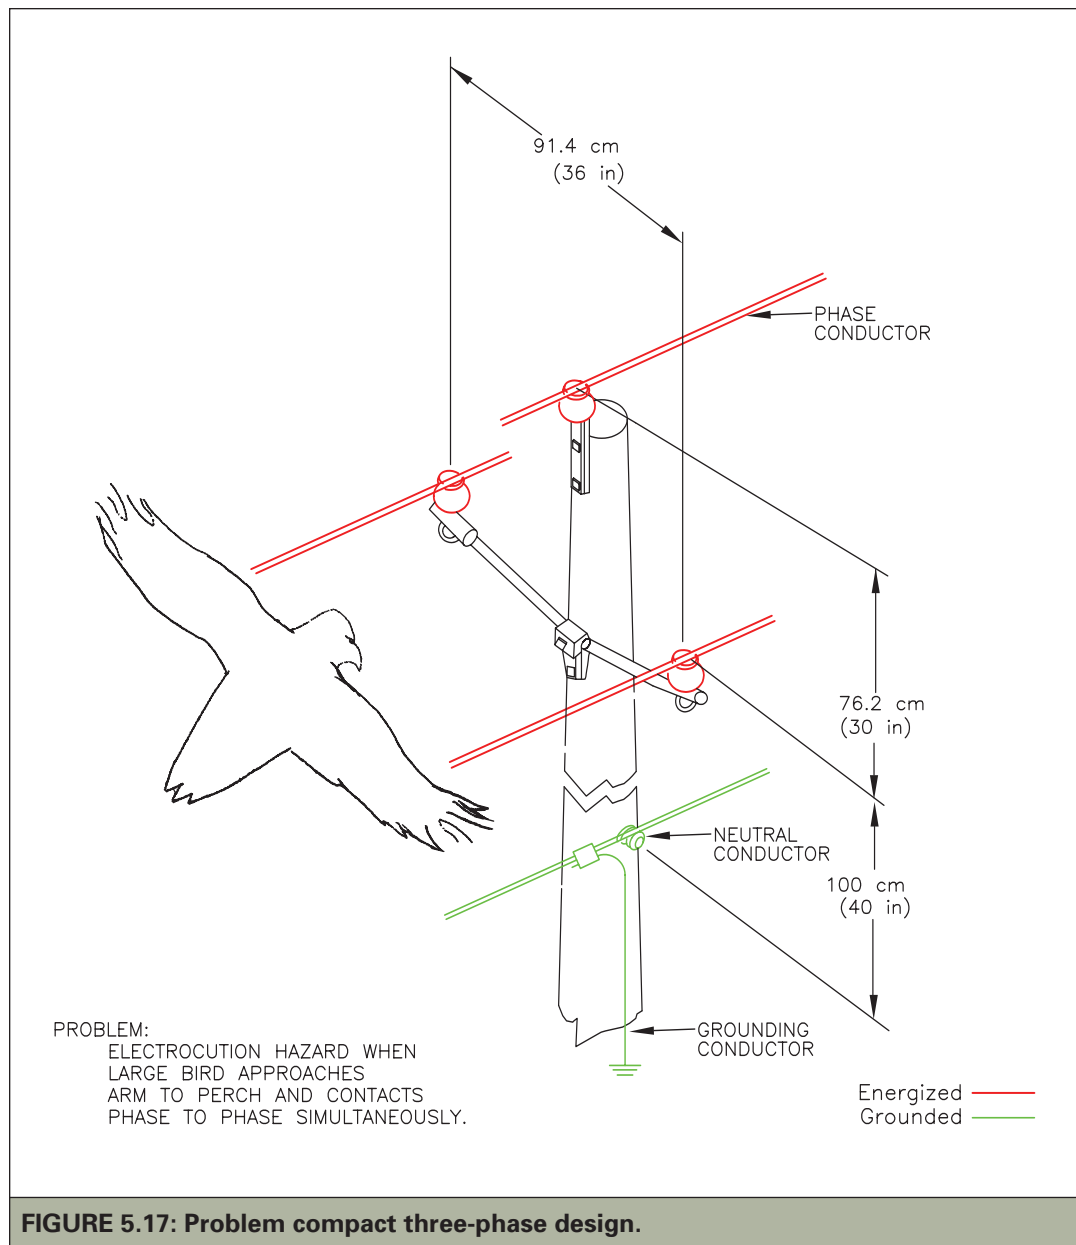 91.4 cm
(36 in)
PHASE
CONDUCTOR
76.2 cm
(30 in)
NEUTRAL
CONDUCTOR
100 cm
(40 in)
GROUNDING
CONDUCTOR
PROBLEM:
ELECTROCUTION HAZARD WHEN
LARGE BIRD APPROACHES
ARM TO PERCH AND CONTACTS
PHASE TO PHASE SIMULTANEOUSLY.
Energized
Grounded
FIGURE 5.17: Problem compact three-phase design.